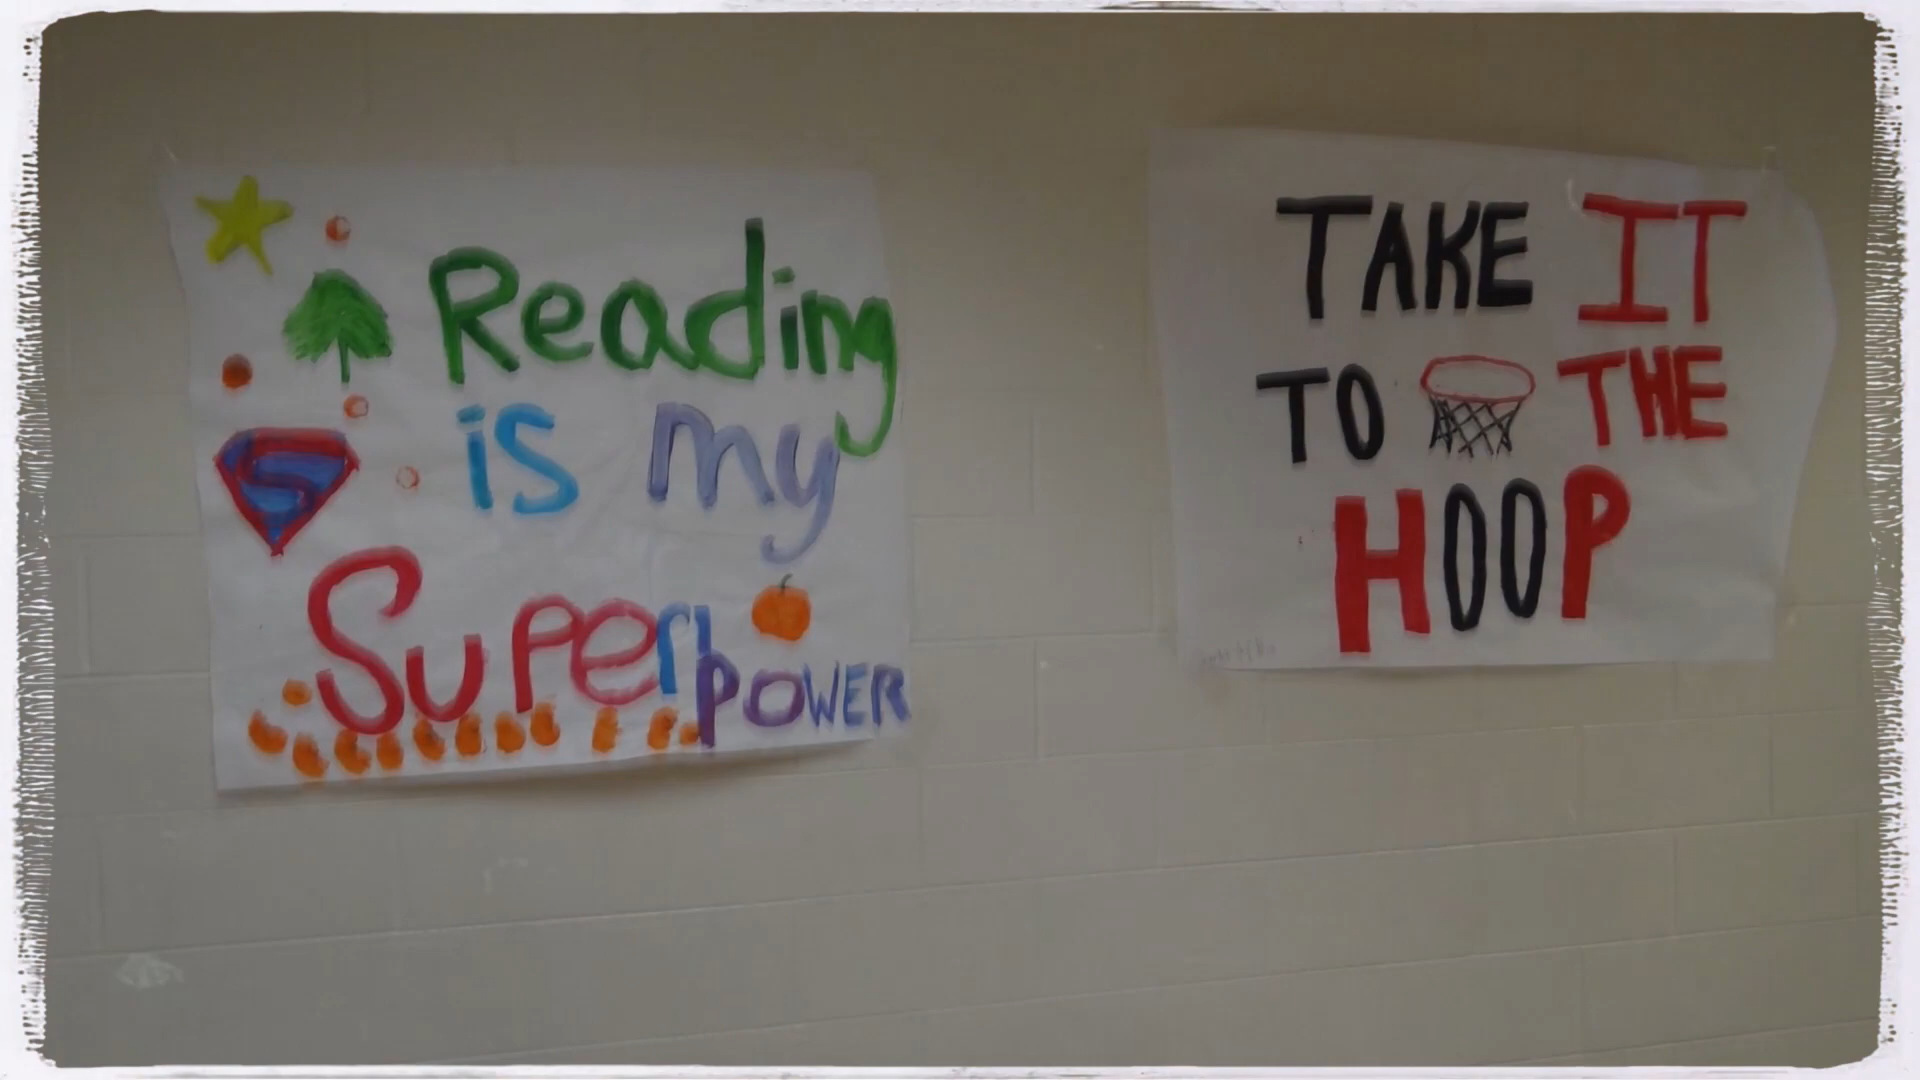 Reading
is my
Super
POWER
S
TAKE IT
TO THE
HOOP